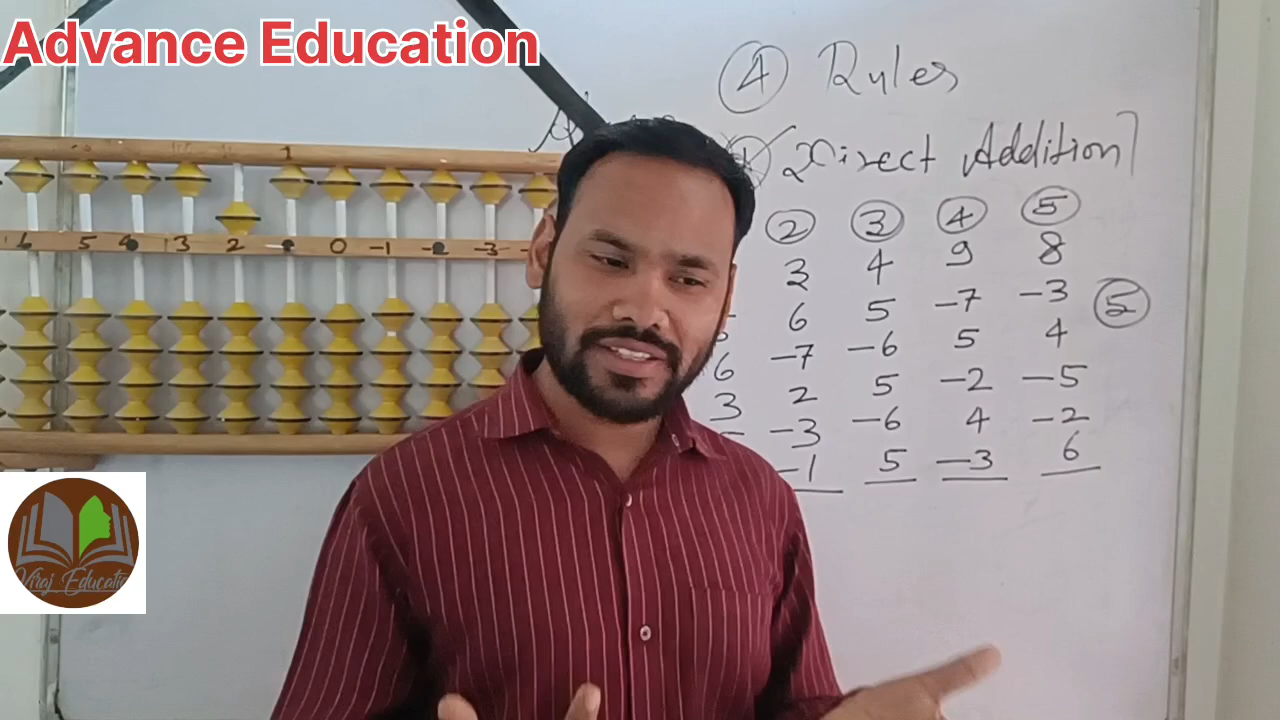 Advance Education
④ Rules
Direct Addition]
② ③ ④ ⑤
3 4 9 8
6 5 -7 -3 ⑤
6 -7 -6 5 4
3 2 5 -2 -5
-3 -6 4 -2
-1 5 -3 6
1
6 5 4 3 2 0 -1 -2 -3
Viraj Educatio